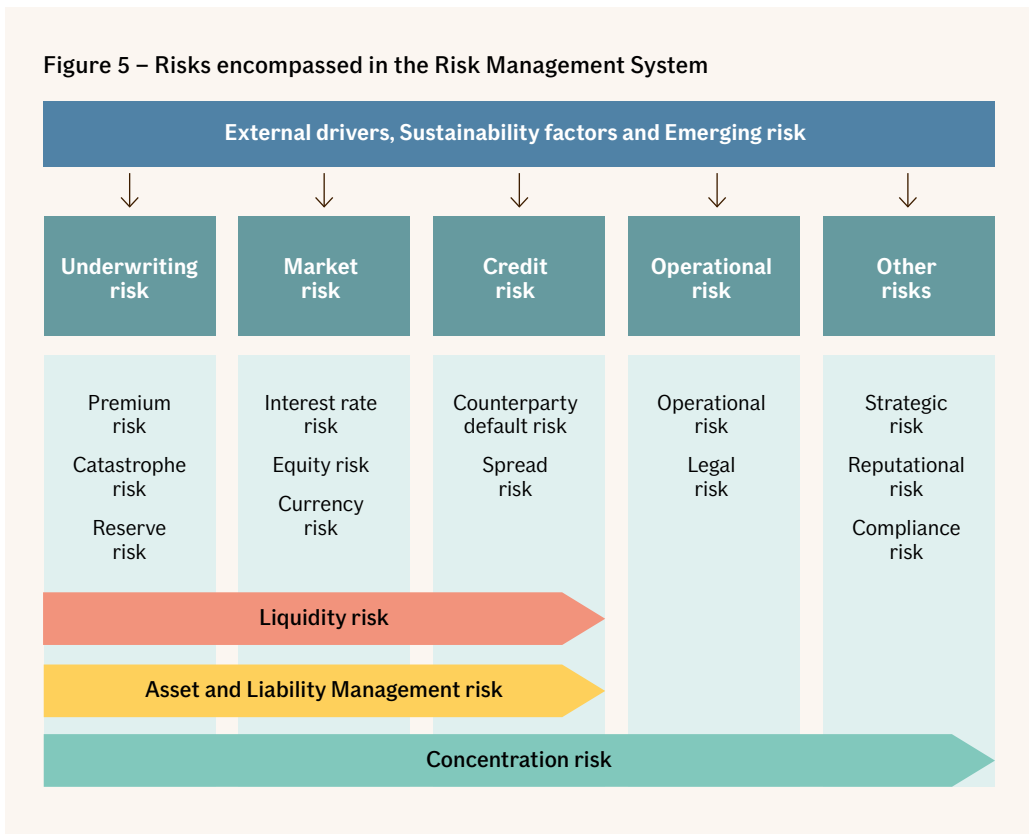 Figure 5 – Risks encompassed in the Risk Management System
External drivers, Sustainability factors and Emerging risk
Underwriting
risk
Market
risk
Credit
risk
Operational
risk
Other
risks
Premium
risk
Catastrophe
risk
Reserve
risk
Interest rate
risk
Equity risk
Currency
risk
Counterparty
default risk
Spread
risk
Operational
risk
Legal
risk
Strategic
risk
Reputational
risk
Compliance
risk
Liquidity risk
Asset and Liability Management risk
Concentration risk